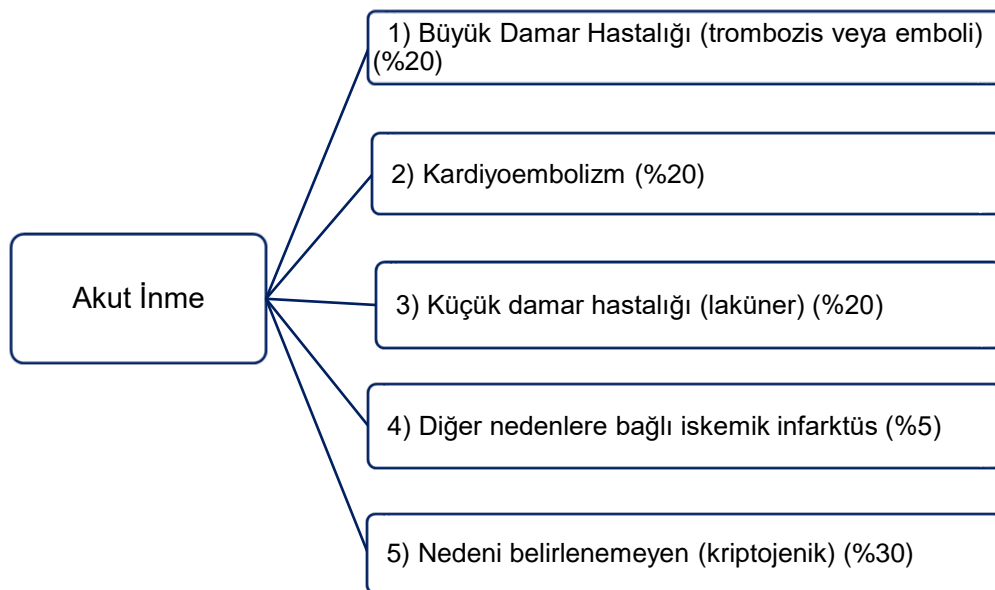 1) Büyük Damar Hastalığı (trombozis veya emboli)
(%20)
2) Kardiyoembolizm (%20)
Akut İnme
3) Küçük damar hastalığı (laküner) (%20)
4) Diğer nedenlere bağlı iskemik infarktüs (%5)
5) Nedeni belirlenemeyen (kriptojenik) (%30)